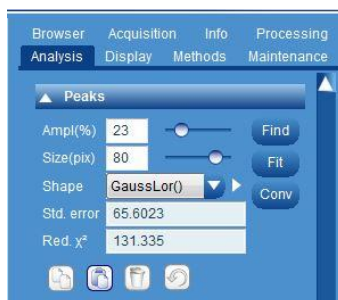 Browser Acquisition Info Processing
Analysis Display Methods Maintenance
Peaks
Ampl(%) 23 Find
Size(pix) 80 Fit
Shape GaussLor() Conv
Std. error 65.6023
Red. χ² 131.335